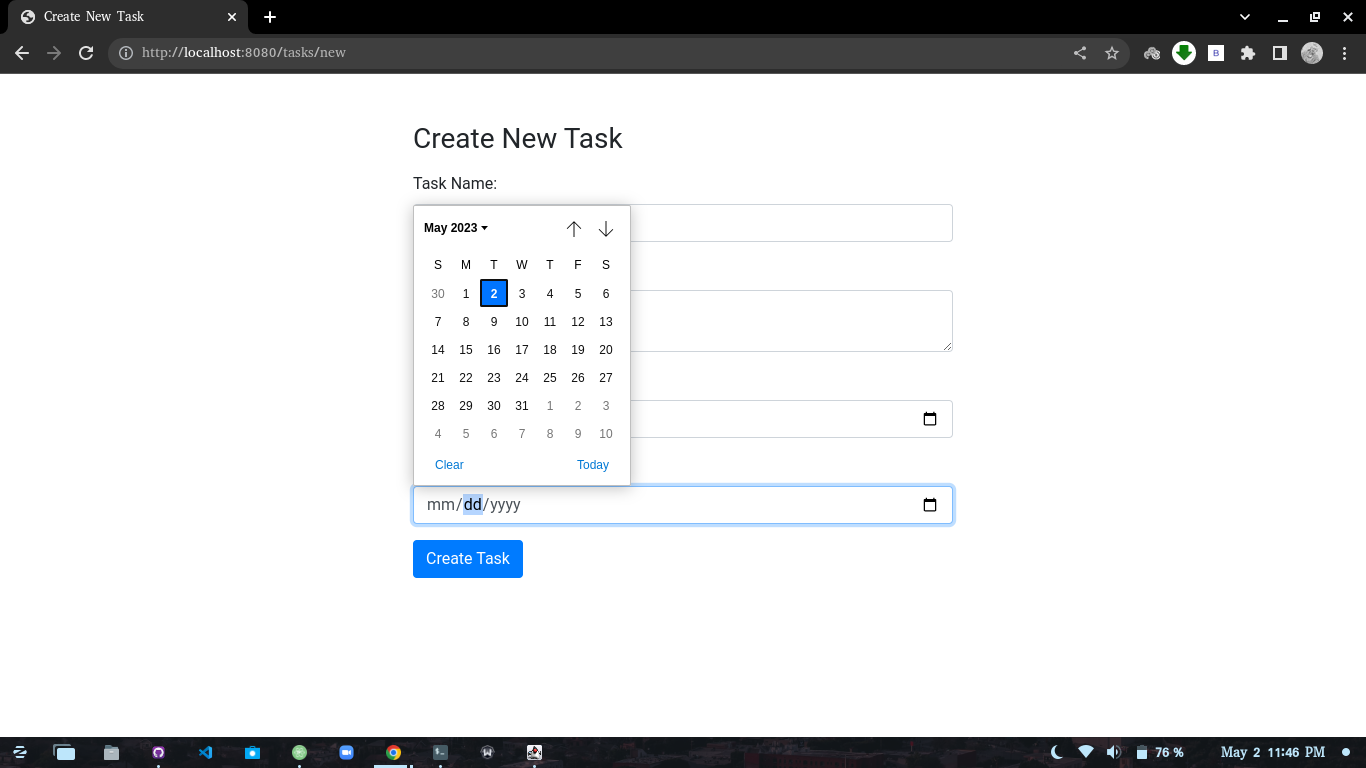 Create New Task
http://localhost:8080/tasks/new
B
Create New Task
Task Name:
May 2023
S M T W T F S
30 1 2 3 4 5 6
7 8 9 10 11 12 13
14 15 16 17 18 19 20
21 22 23 24 25 26 27
28 29 30 31 1 2 3
4 5 6 7 8 9 10
Clear Today
mm/dd/yyyy
Create Task
76 % May 2 11:46 PM